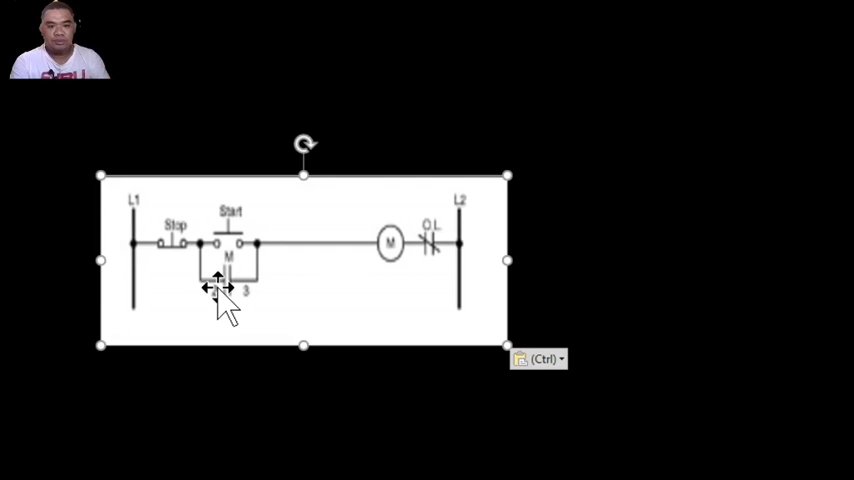 L1
L2
Stop
Start
O.L.
M
M
3
(Ctrl)